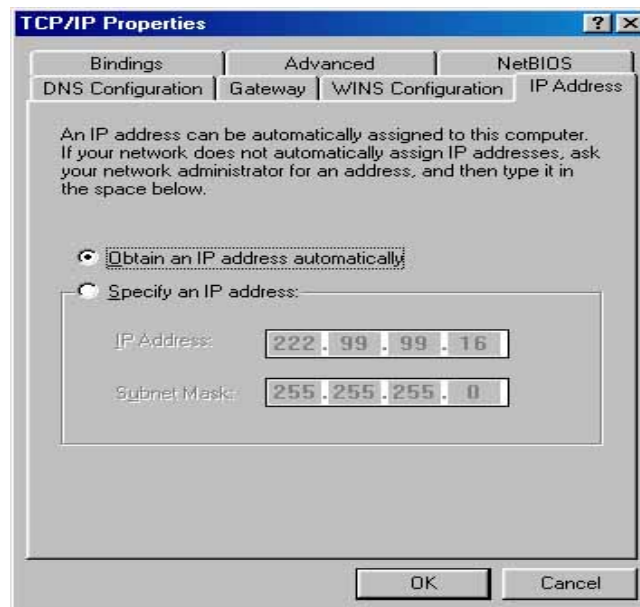 TCP/IP Properties
? ×
Bindings Advanced NetBIOS
DNS Configuration Gateway WINS Configuration IP Address
An IP address can be automatically assigned to this computer.
If your network does not automatically assign IP addresses, ask
your network administrator for an address, and then type it in
the space below.
Obtain an IP address automatically
Specify an IP address:
IP Address: 222 . 99 . 99 . 16
Subnet Mask: 255 . 255 . 255 . 0
OK Cancel